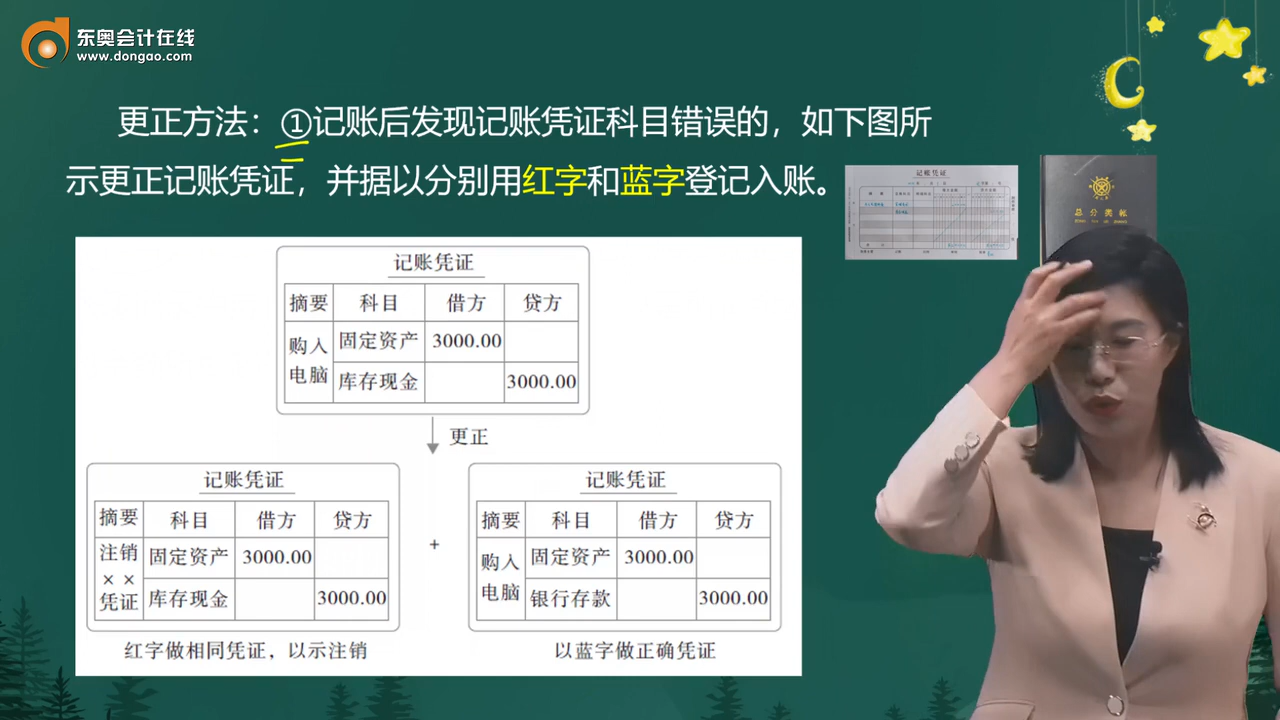 东奥会计在线
www.dongao.com
更正方法：①记账后发现记账凭证科目错误的，如下图所
示更正记账凭证，并据以分别用红字和蓝字登记入账。
记账凭证
总分类账
记账凭证
摘要 科目 借方 贷方
购入电脑 固定资产 3000.00
库存现金 3000.00
更正
记账凭证
摘要 科目 借方 贷方
注销××凭证 固定资产 3000.00
库存现金 3000.00
红字做相同凭证，以示注销
+
记账凭证
摘要 科目 借方 贷方
购入电脑 固定资产 3000.00
银行存款 3000.00
以蓝字做正确凭证